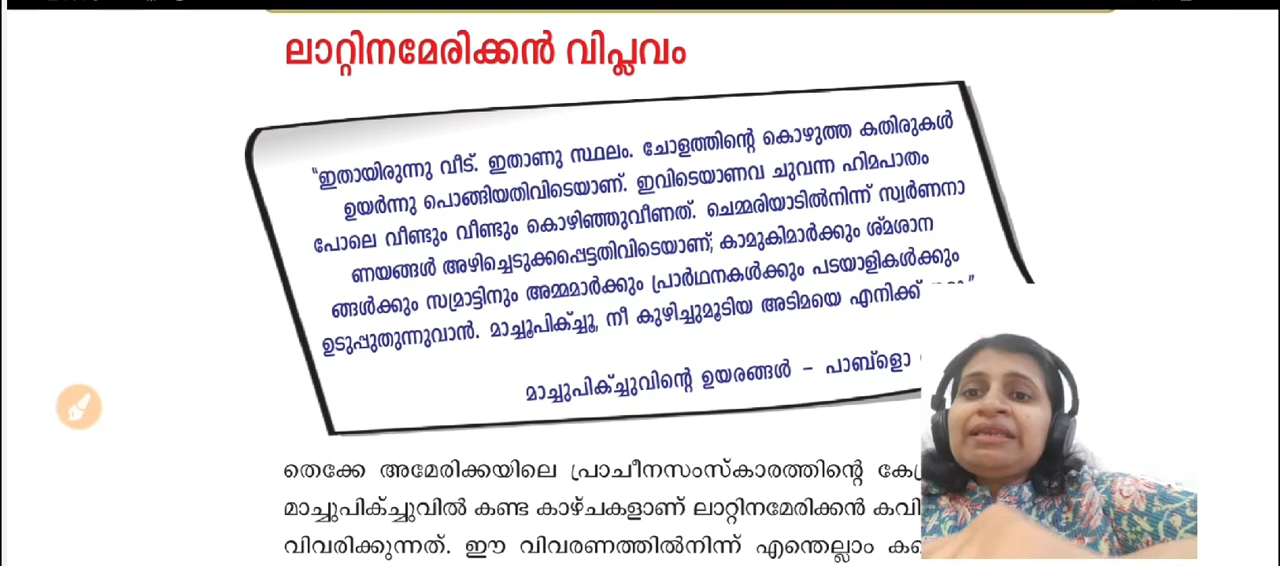 ലാറ്റിനമേരിക്കൻ വിപ്ലവം
"ഇതായിരുന്നു വീട്. ഇതാണു സ്ഥലം. ചോളത്തിന്റെ കൊഴുത്ത കതിരുകൾ
ഉയർന്നു പൊങ്ങിയതിവിടെയാണ്. ഇവിടെയാണവ ചുവന്ന ഹിമപാതം
പോലെ വീണ്ടും വീണ്ടും കൊഴിഞ്ഞുവീണത്. ചെമ്മരിയാടിൽനിന്ന് സ്വർണനാ
ണയങ്ങൾ അഴിച്ചെടുക്കപ്പെട്ടതിവിടെയാണ്; കാമുകിമാർക്കും ശ്മശാന
ങ്ങൾക്കും സമ്രാട്ടിനും അമ്മമാർക്കും പ്രാർഥനകൾക്കും പടയാളികൾക്കും
ഉടുപ്പുതുന്നുവാൻ. മാച്ചൂപിക്ച്ചൂ, നീ കുഴിച്ചുമൂടിയ അടിമയെ എനിക്ക്
മാച്ചുപിക്ച്ചുവിന്റെ ഉയരങ്ങൾ – പാബ്ളൊ
തെക്കേ അമേരിക്കയിലെ പ്രാചീനസംസ്കാരത്തിന്റെ
മാച്ചുപിക്ച്ചുവിൽ കണ്ട കാഴ്ചകളാണ് ലാറ്റിനമേരിക്കൻ കവി
വിവരിക്കുന്നത്. ഈ വിവരണത്തിൽനിന്ന് എന്തെല്ലാം